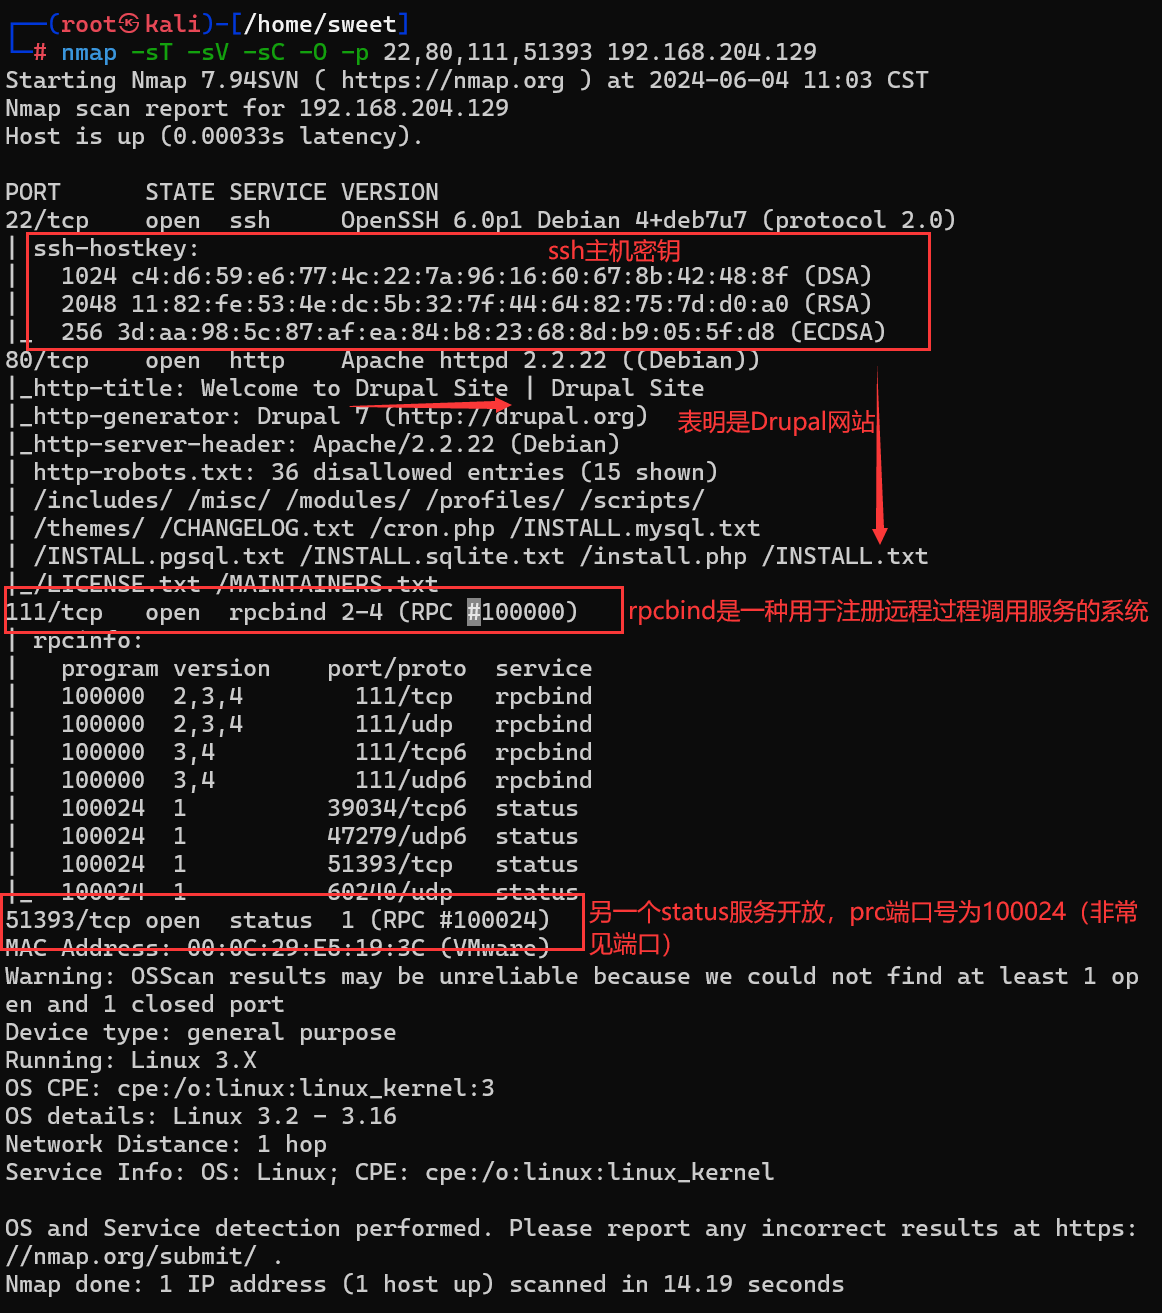 ┌──(root㉿kali)-[/home/sweet]
└─# nmap -sT -sV -sC -O -p 22,80,111,51393 192.168.204.129
Starting Nmap 7.94SVN ( https://nmap.org ) at 2024-06-04 11:03 CST
Nmap scan report for 192.168.204.129
Host is up (0.00033s latency).
PORT      STATE SERVICE VERSION
22/tcp    open  ssh     OpenSSH 6.0p1 Debian 4+deb7u7 (protocol 2.0)
| ssh-hostkey:
ssh主机密钥
|   1024 c4:d6:59:e6:77:4c:22:7a:96:16:60:67:8b:42:48:8f (DSA)
|   2048 11:82:fe:53:4e:dc:5b:32:7f:44:64:82:75:7d:d0:a0 (RSA)
|_  256 3d:aa:98:5c:87:af:ea:84:b8:23:68:8d:b9:05:5f:d8 (ECDSA)
80/tcp    open  http    Apache httpd 2.2.22 ((Debian))
|_http-title: Welcome to Drupal Site | Drupal Site
|_http-generator: Drupal 7 (http://drupal.org)
表明是Drupal网站
|_http-server-header: Apache/2.2.22 (Debian)
| http-robots.txt: 36 disallowed entries (15 shown)
| /includes/ /misc/ /modules/ /profiles/ /scripts/
| /themes/ /CHANGELOG.txt /cron.php /INSTALL.mysql.txt
| /INSTALL.pgsql.txt /INSTALL.sqlite.txt /install.php /INSTALL.txt
|_/LICENSE.txt /MAINTAINERS.txt
111/tcp   open  rpcbind 2-4 (RPC #100000)
rpcbind是一种用于注册远程过程调用服务的系统
| rpcinfo:
|   program version    port/proto  service
|   100000  2,3,4        111/tcp   rpcbind
|   100000  2,3,4        111/udp   rpcbind
|   100000  3,4          111/tcp6  rpcbind
|   100000  3,4          111/udp6  rpcbind
|   100024  1          39034/tcp6  status
|   100024  1          47279/udp6  status
|   100024  1          51393/tcp   status
|_  100024  1          60240/udp   status
51393/tcp open  status  1 (RPC #100024)
另一个status服务开放，prc端口号为100024（非常
见端口）
MAC Address: 00:0C:29:E5:19:3C (VMware)
Warning: OSScan results may be unreliable because we could not find at least 1 op
en and 1 closed port
Device type: general purpose
Running: Linux 3.X
OS CPE: cpe:/o:linux:linux_kernel:3
OS details: Linux 3.2 - 3.16
Network Distance: 1 hop
Service Info: OS: Linux; CPE: cpe:/o:linux:linux_kernel
OS and Service detection performed. Please report any incorrect results at https:
//nmap.org/submit/ .
Nmap done: 1 IP address (1 host up) scanned in 14.19 seconds